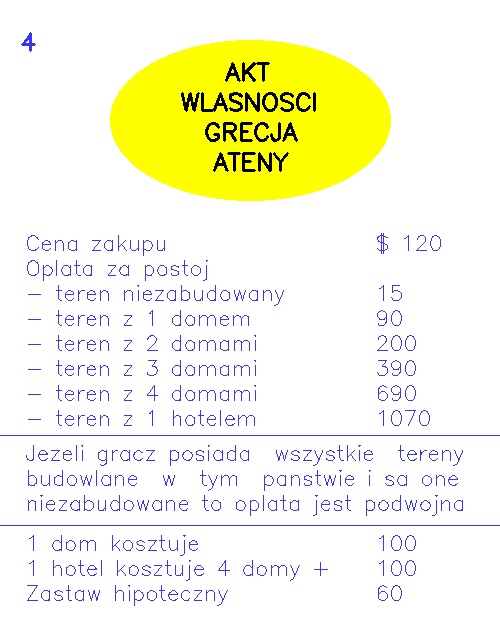 4
AKT
WLASNOSCI
GRECJA
ATENY
Cena zakupu $ 120
Oplata za postoj
- teren niezabudowany 15
- teren z 1 domem 90
- teren z 2 domami 200
- teren z 3 domami 390
- teren z 4 domami 690
- teren z 1 hotelem 1070
Jezeli gracz posiada wszystkie tereny
budowlane w tym panstwie i sa one
niezabudowane to oplata jest podwojna
1 dom kosztuje 100
1 hotel kosztuje 4 domy + 100
Zastaw hipoteczny 60